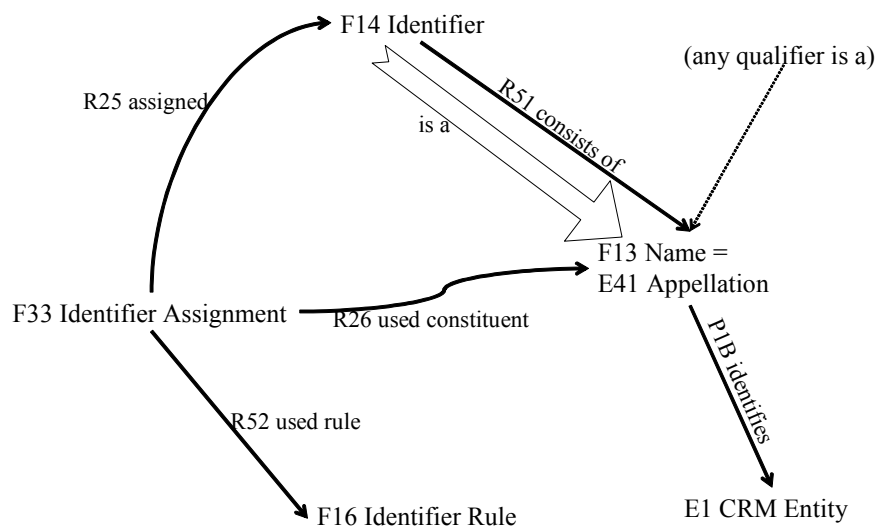 F14 Identifier
(any qualifier is a)
R25 assigned
R51 consists of
is a
F13 Name =
E41 Appellation
F33 Identifier Assignment
R26 used constituent
P1B identifies
R52 used rule
E1 CRM Entity
F16 Identifier Rule